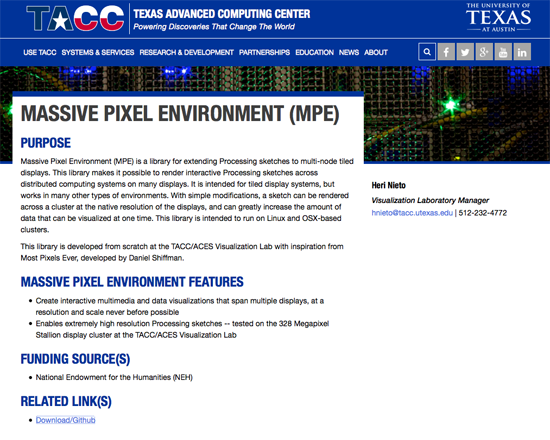 TACC
TEXAS ADVANCED COMPUTING CENTER
Powering Discoveries That Change The World
THE UNIVERSITY OF
TEXAS
AT AUSTIN
USE TACC SYSTEMS & SERVICES RESEARCH & DEVELOPMENT PARTNERSHIPS EDUCATION NEWS ABOUT
MASSIVE PIXEL ENVIRONMENT (MPE)
PURPOSE
Massive Pixel Environment (MPE) is a library for extending Processing sketches to multi-node tiled
displays. This library makes it possible to render interactive Processing sketches across
distributed computing systems on many displays. It is intended for tiled display systems, but
works in many other types of environments. With simple modifications, a sketch can be rendered
across a cluster at the native resolution of the displays, and can greatly increase the amount of
data that can be visualized at one time. This library is intended to run on Linux and OSX-based
clusters.
This library is developed from scratch at the TACC/ACES Visualization Lab with inspiration from
Most Pixels Ever, developed by Daniel Shiffman.
MASSIVE PIXEL ENVIRONMENT FEATURES
• Create interactive multimedia and data visualizations that span multiple displays, at a
resolution and scale never before possible
• Enables extremely high resolution Processing sketches -- tested on the 328 Megapixel
Stallion display cluster at the TACC/ACES Visualization Lab
FUNDING SOURCE(S)
• National Endowment for the Humanities (NEH)
RELATED LINK(S)
• Download/Github
Heri Nieto
Visualization Laboratory Manager
hnieto@tacc.utexas.edu | 512-232-4772